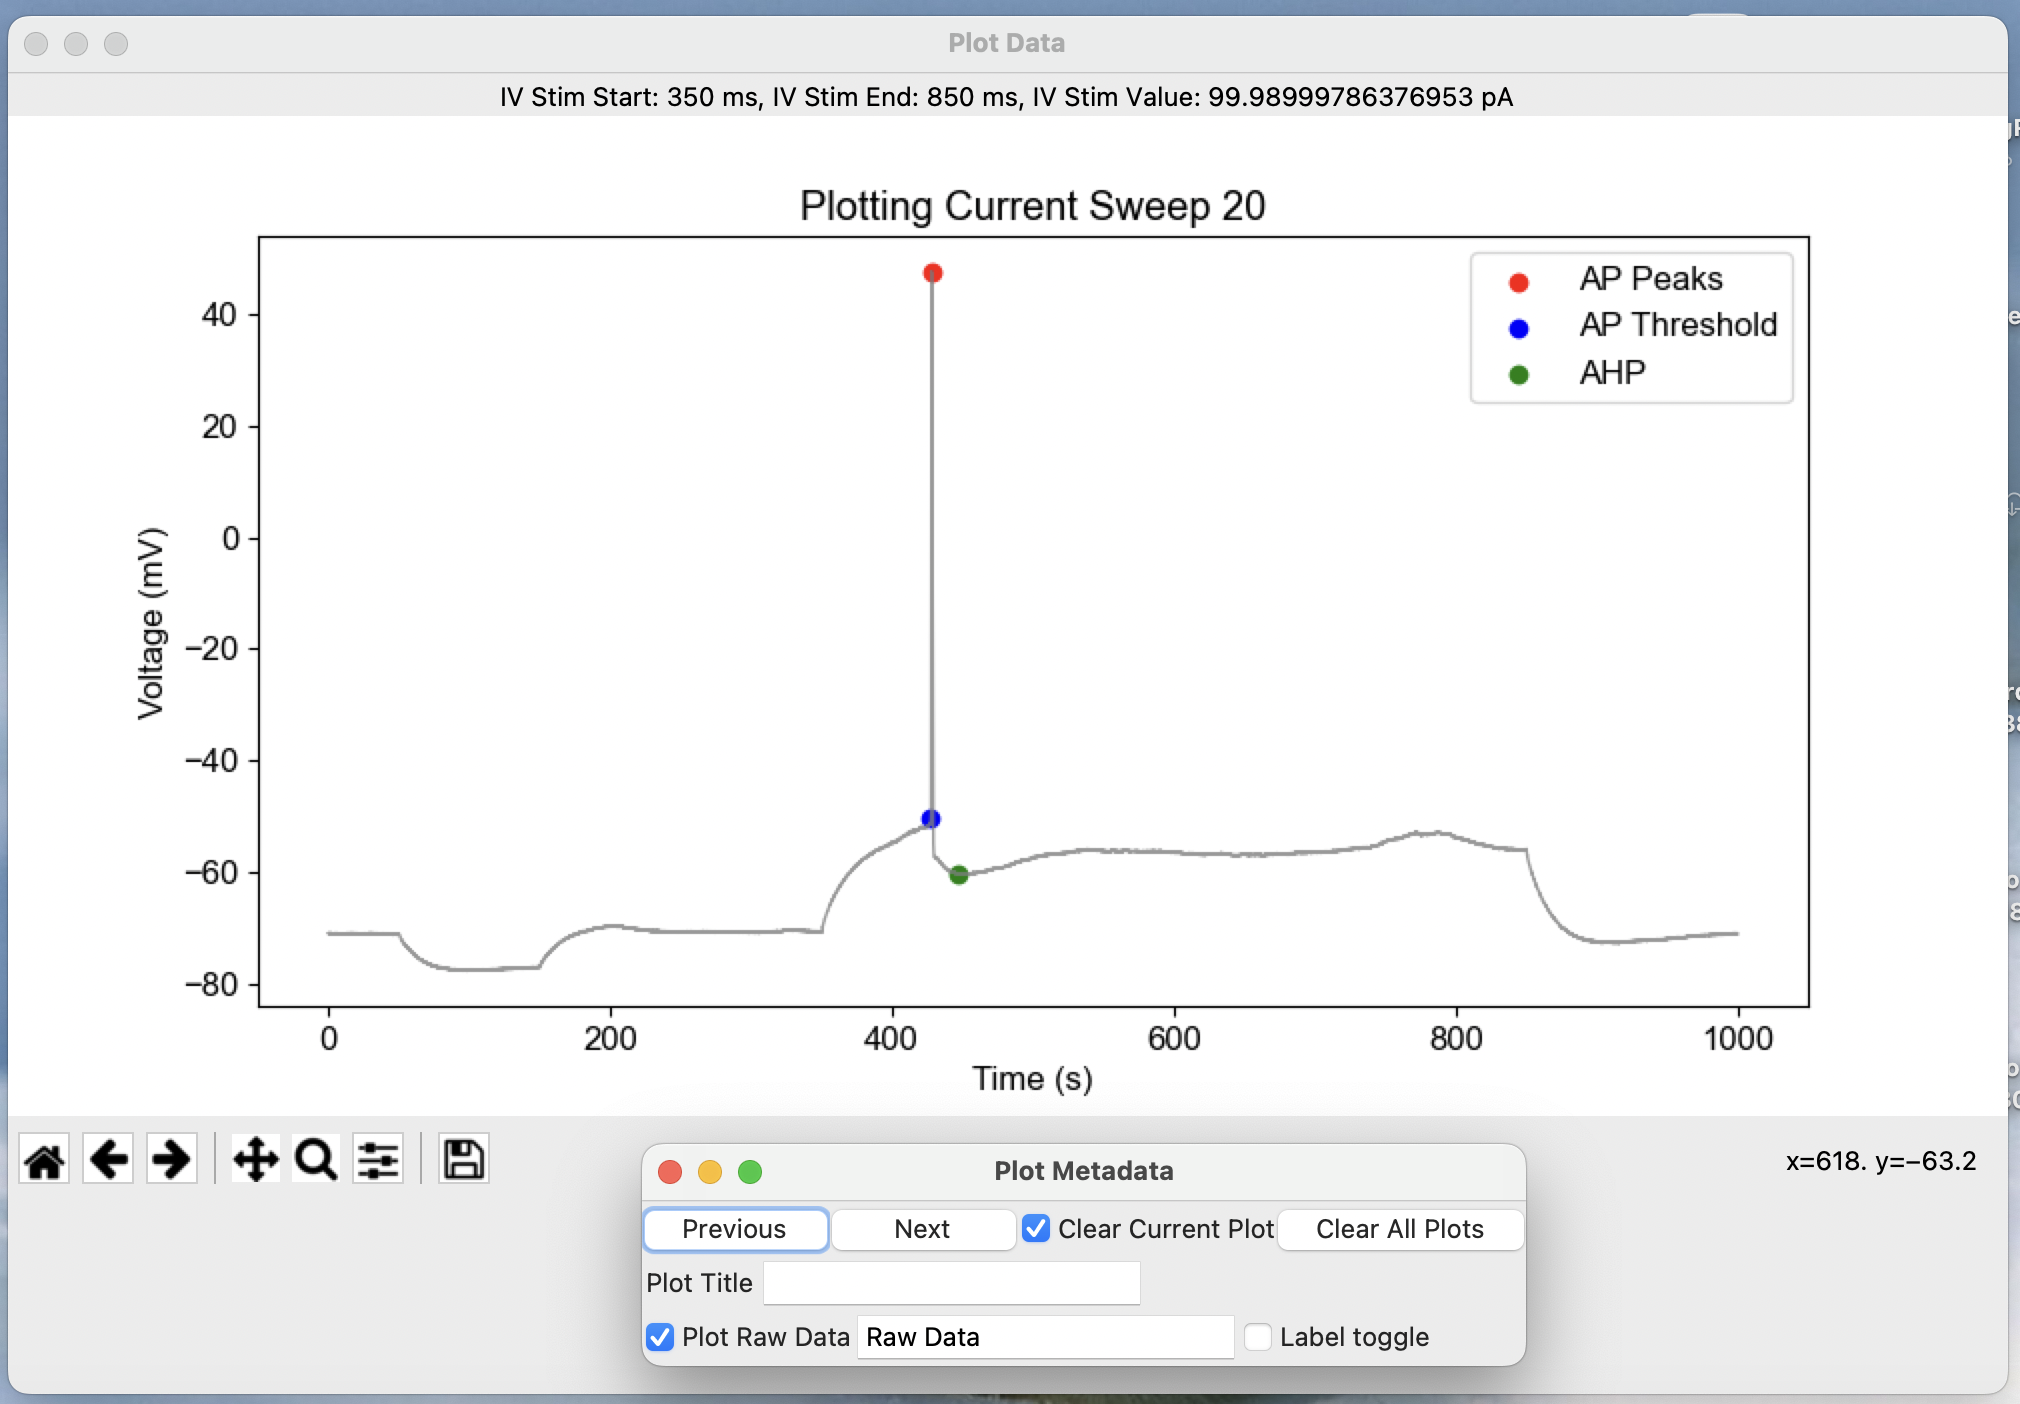 Plot Data
IV Stim Start: 350 ms, IV Stim End: 850 ms, IV Stim Value: 99.98999786376953 pA
Plotting Current Sweep 20
AP Peaks
AP Threshold
AHP
40
20
0
−20
−40
−60
−80
Voltage (mV)
0 200 400 600 800 1000
Time (s)
x=618. y=−63.2
Plot Metadata
Previous Next Clear Current Plot Clear All Plots
Plot Title
Plot Raw Data Raw Data Label toggle